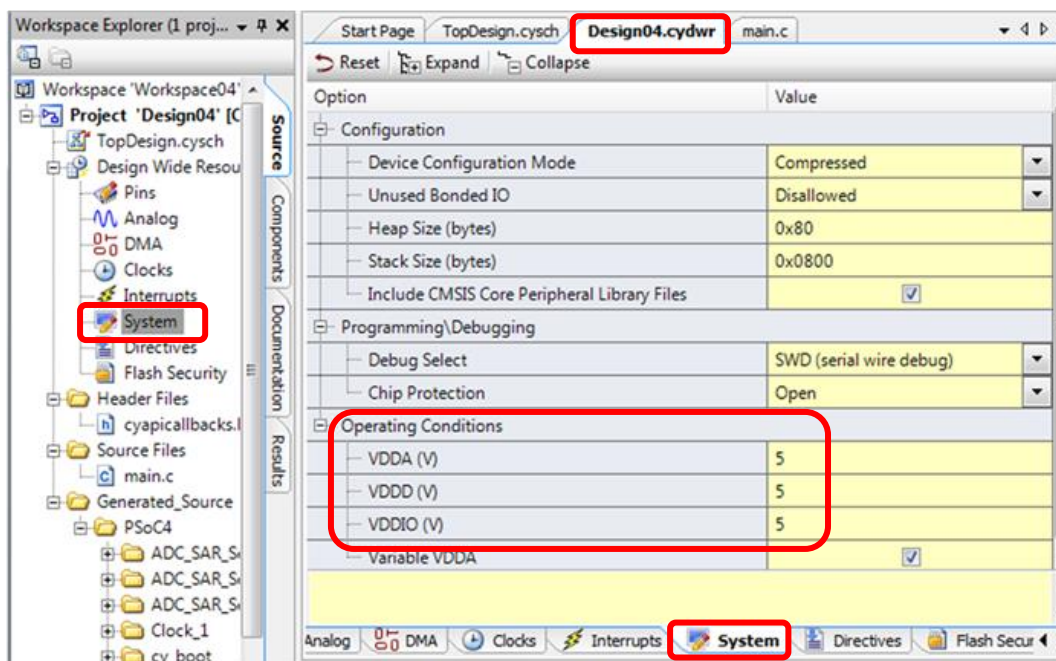 Workspace Explorer (1 proj...
Workspace 'Workspace04'
Project 'Design04' [C
TopDesign.cysch
Design Wide Resou
Pins
Analog
DMA
Clocks
Interrupts
System
Directives
Flash Security
Header Files
cyapicallbacks.l
Source Files
main.c
Generated_Source
PSoC4
ADC_SAR_Se
ADC_SAR_Se
ADC_SAR_Se
Clock_1
cy_boot
Source
Components
Documentation
Results
Start Page
TopDesign.cysch
Design04.cydwr
main.c
Reset
Expand
Collapse
Option Value
Configuration
Device Configuration Mode Compressed
Unused Bonded IO Disallowed
Heap Size (bytes) 0x80
Stack Size (bytes) 0x0800
Include CMSIS Core Peripheral Library Files
Programming\Debugging
Debug Select SWD (serial wire debug)
Chip Protection Open
Operating Conditions
VDDA (V) 5
VDDD (V) 5
VDDIO (V) 5
Variable VDDA
Analog
DMA
Clocks
Interrupts
System
Directives
Flash Secur